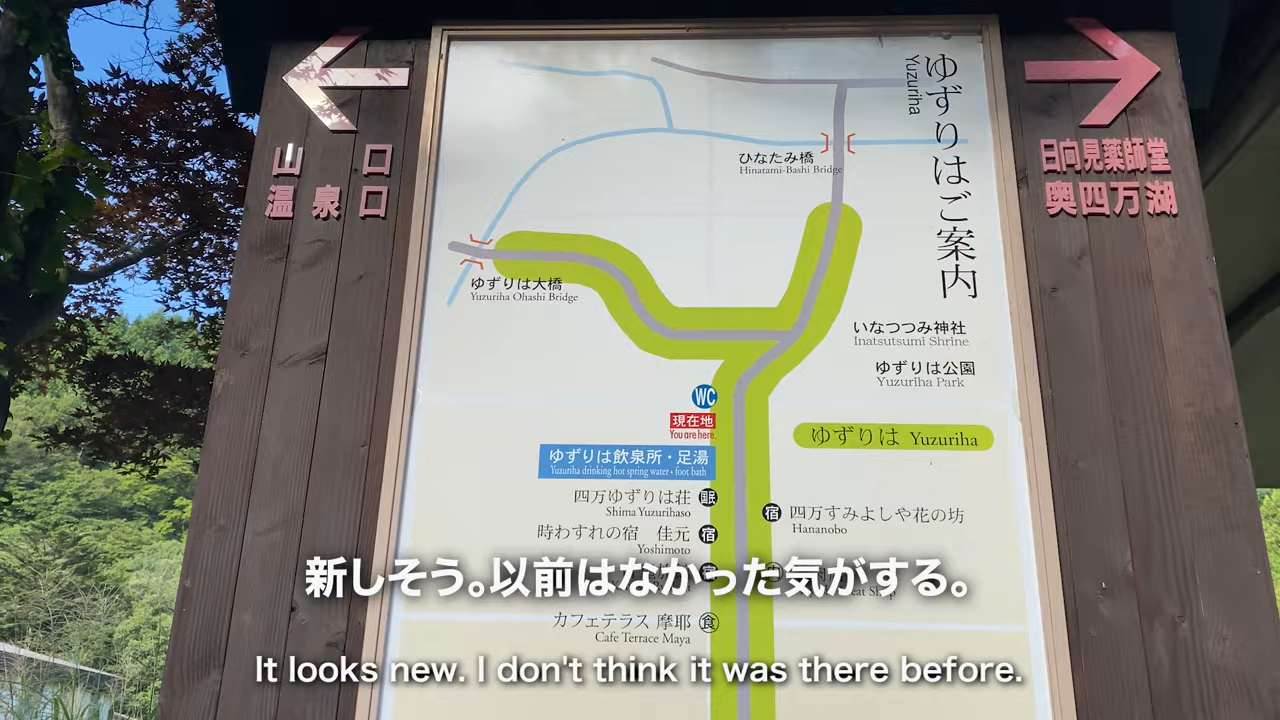 山 口
温泉口
日向見薬師堂
奥四万湖
ゆずりはご案内
Yuzuriha
ひなたみ橋
Hinatami-Bashi Bridge
ゆずりは大橋
Yuzuriha Ohashi Bridge
いなつつみ神社
Inatsutsumi Shrine
ゆずりは公園
Yuzuriha Park
WC
現在地
You are here.
ゆずりは Yuzuriha
ゆずりは飲泉所・足湯
Yuzuriha drinking hot spring water・foot bath
四万ゆずりは荘 眠
Shima Yuzurihaso
宿 四万すみよしや花の坊
Hananobo
時わすれの宿 佳元 宿
Yoshimoto
カフェテラス 摩耶 食
Cafe Terrace Maya
新しそう。以前はなかった気がする。
It looks new. I don't think it was there before.